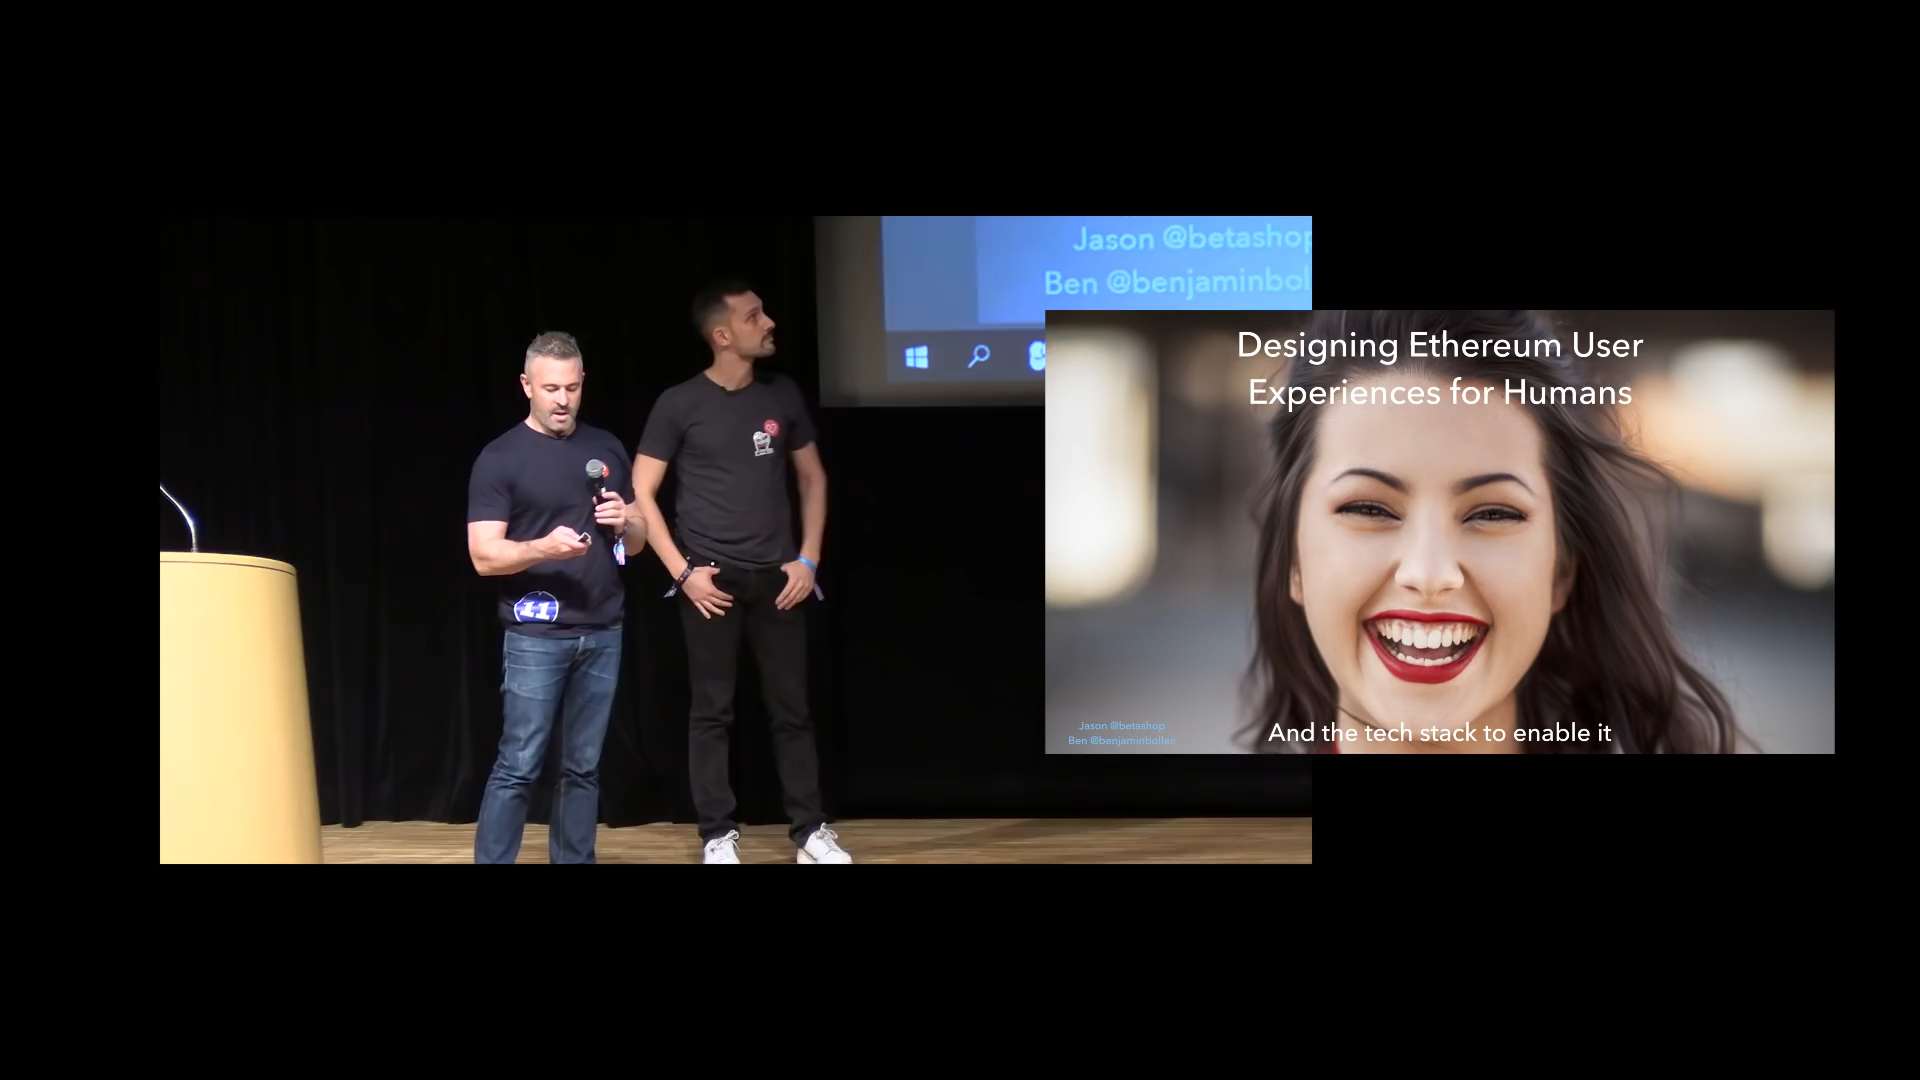 Jason @betashop
Ben @benjaminbol
11
Designing Ethereum User
Experiences for Humans
Jason @betashop
Ben @benjaminbollen
And the tech stack to enable it